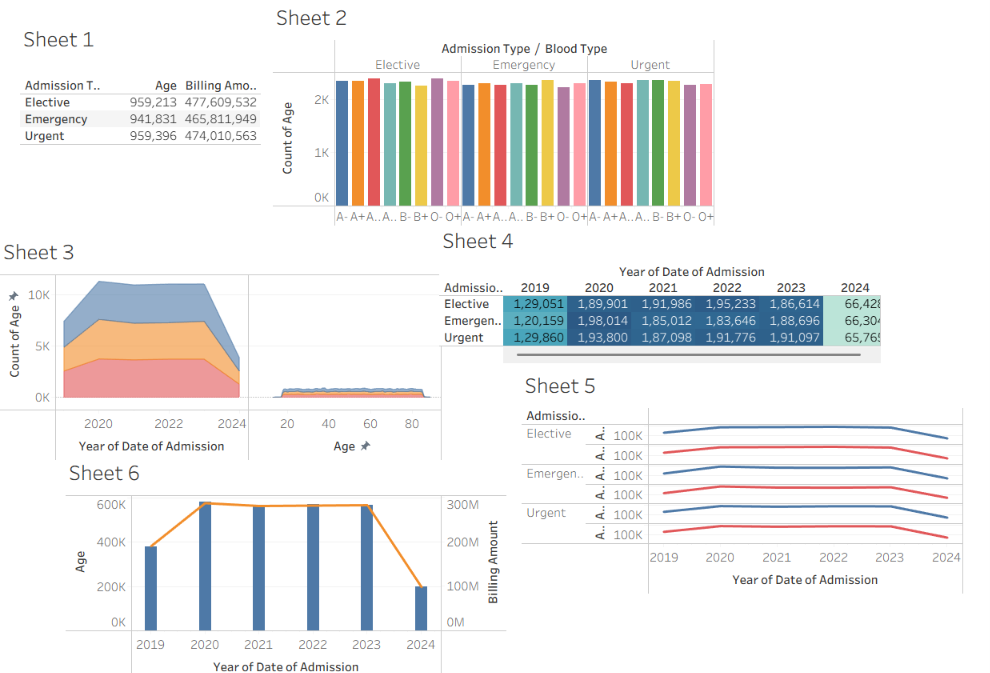 Sheet 1
Admission T.. Age Billing Amo..
Elective 959,213 477,609,532
Emergency 941,831 465,811,949
Urgent 959,396 474,010,563
Sheet 2
Admission Type / Blood Type
Elective Emergency Urgent
Count of Age
2K
1K
0K
A- A+ A.. A.. B- B+ O- O+ A- A+ A.. A.. B- B+ O- O+ A- A+ A.. A.. B- B+ O- O+
Sheet 3
Count of Age
10K
5K
0K
2020 2022 2024 20 40 60 80
Year of Date of Admission Age
Sheet 4
Year of Date of Admission
Admissio.. 2019 2020 2021 2022 2023 2024
Elective 1,29,051 1,89,901 1,91,986 1,95,233 1,86,614 66,428
Emergen.. 1,20,159 1,98,014 1,85,012 1,83,646 1,88,696 66,304
Urgent 1,29,860 1,93,800 1,87,098 1,91,776 1,91,097 65,765
Sheet 5
Admissio..
Elective A.. 100K
A.. 100K
Emergen.. A.. 100K
A.. 100K
Urgent A.. 100K
A.. 100K
2019 2020 2021 2022 2023 2024
Year of Date of Admission
Sheet 6
Age
600K
400K
200K
0K
300M
200M
100M
0M
Billing Amount
2019 2020 2021 2022 2023 2024
Year of Date of Admission